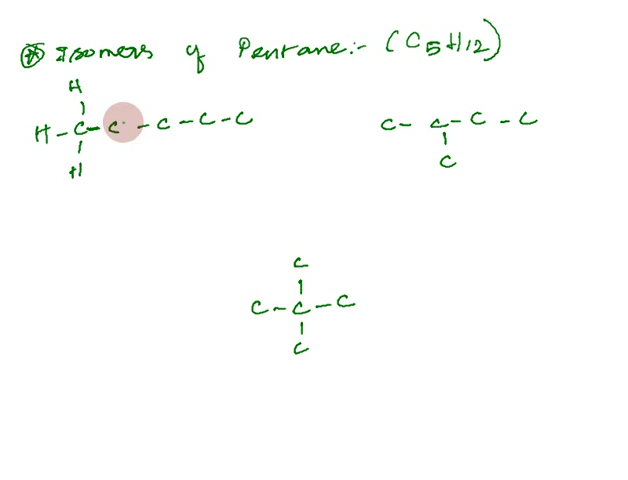 * Isomers of Pentane:- (C5H12)
H
H - C - C - C - C - C
H
C - C - C - C
C
C
C - C - C
C